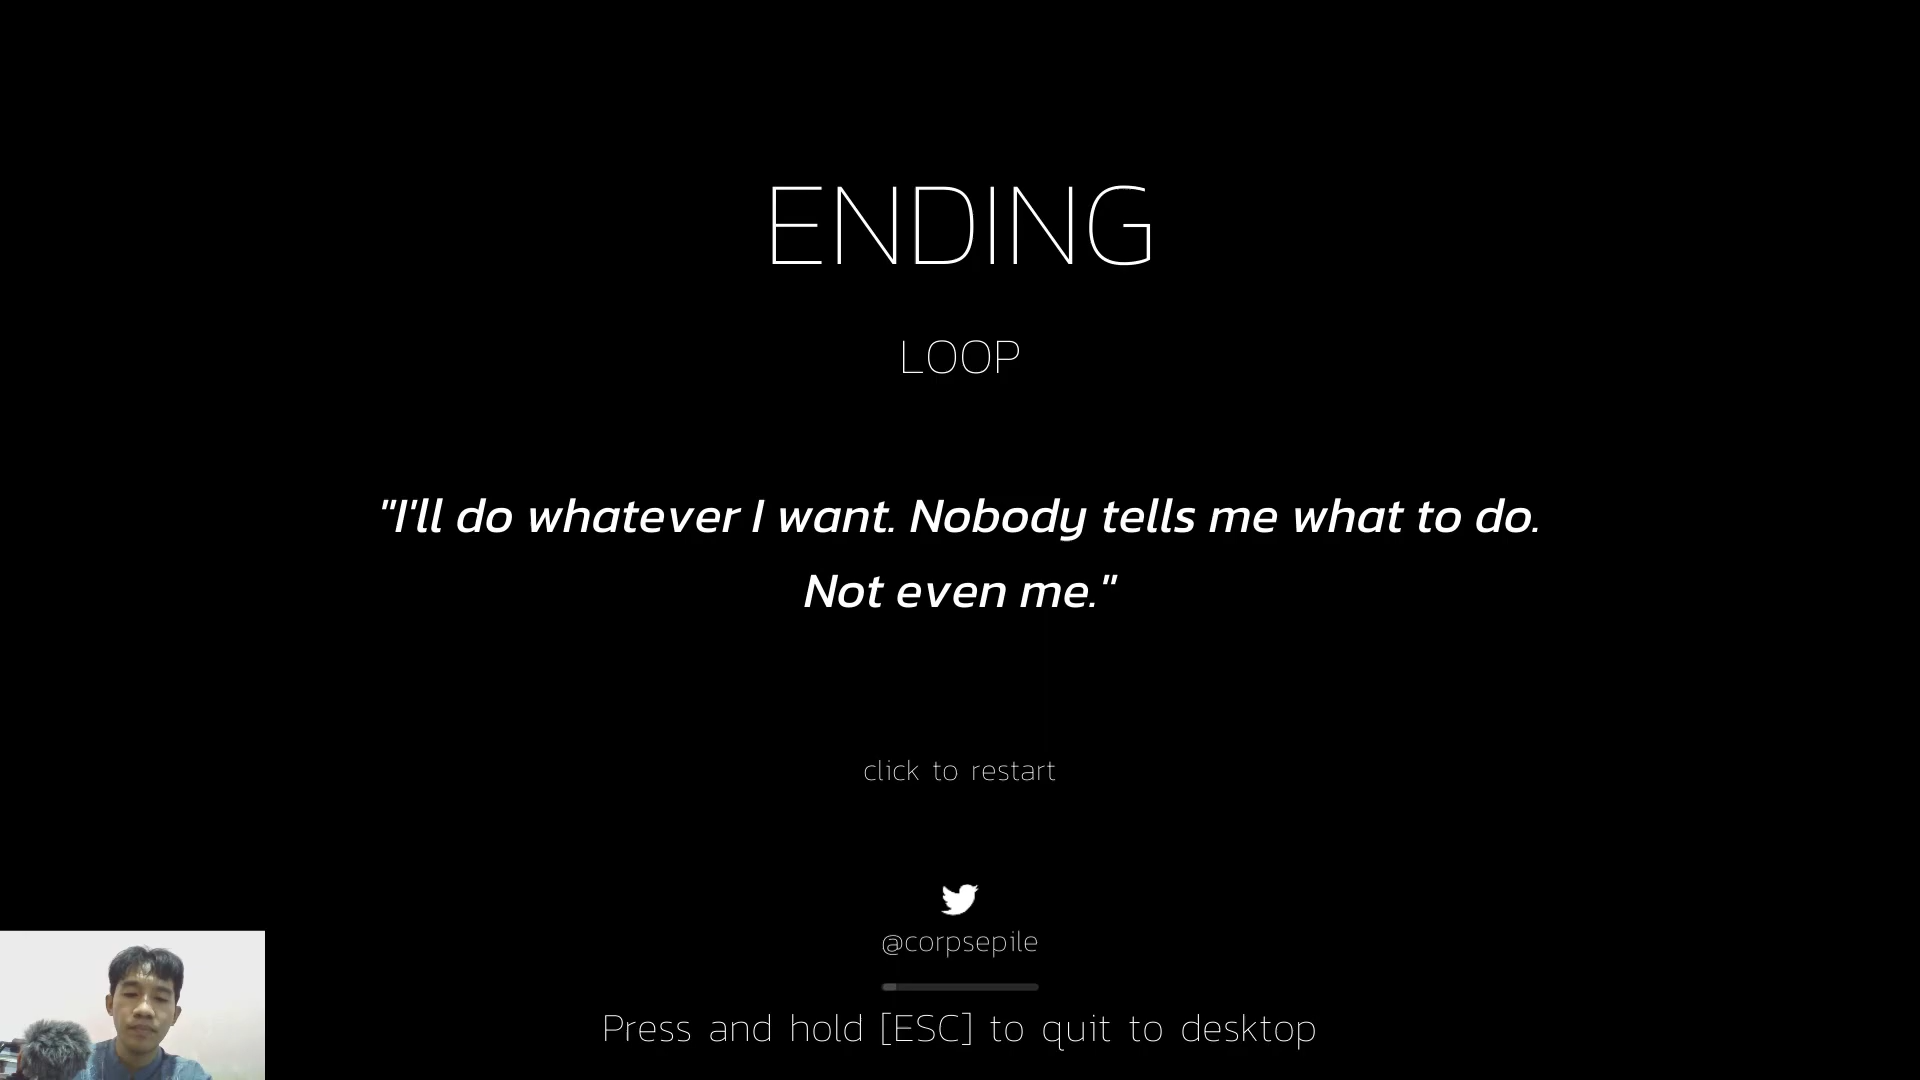 ENDING
LOOP
"I'll do whatever I want. Nobody tells me what to do.
Not even me."
click to restart
@corpsepile
Press and hold [ESC] to quit to desktop